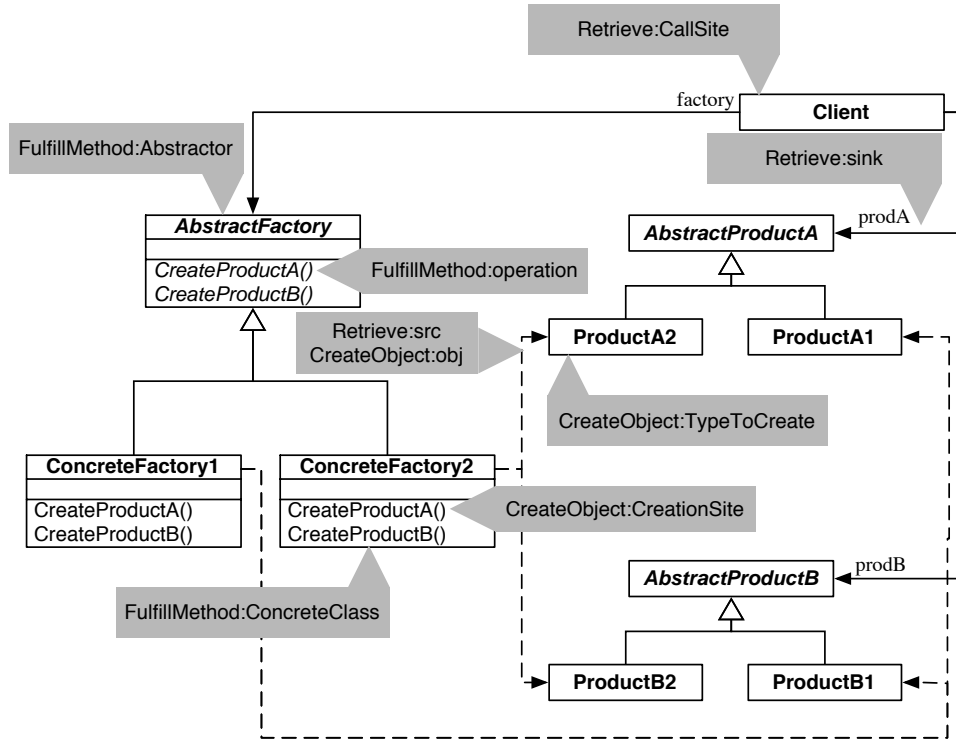 Retrieve:CallSite
factory
Client
FulfillMethod:Abstractor
Retrieve:sink
AbstractFactory
CreateProductA()
CreateProductB()
FulfillMethod:operation
AbstractProductA
prodA
Retrieve:src
CreateObject:obj
ProductA2
ProductA1
CreateObject:TypeToCreate
ConcreteFactory1
CreateProductA()
CreateProductB()
ConcreteFactory2
CreateProductA()
CreateProductB()
CreateObject:CreationSite
FulfillMethod:ConcreteClass
AbstractProductB
prodB
ProductB2
ProductB1